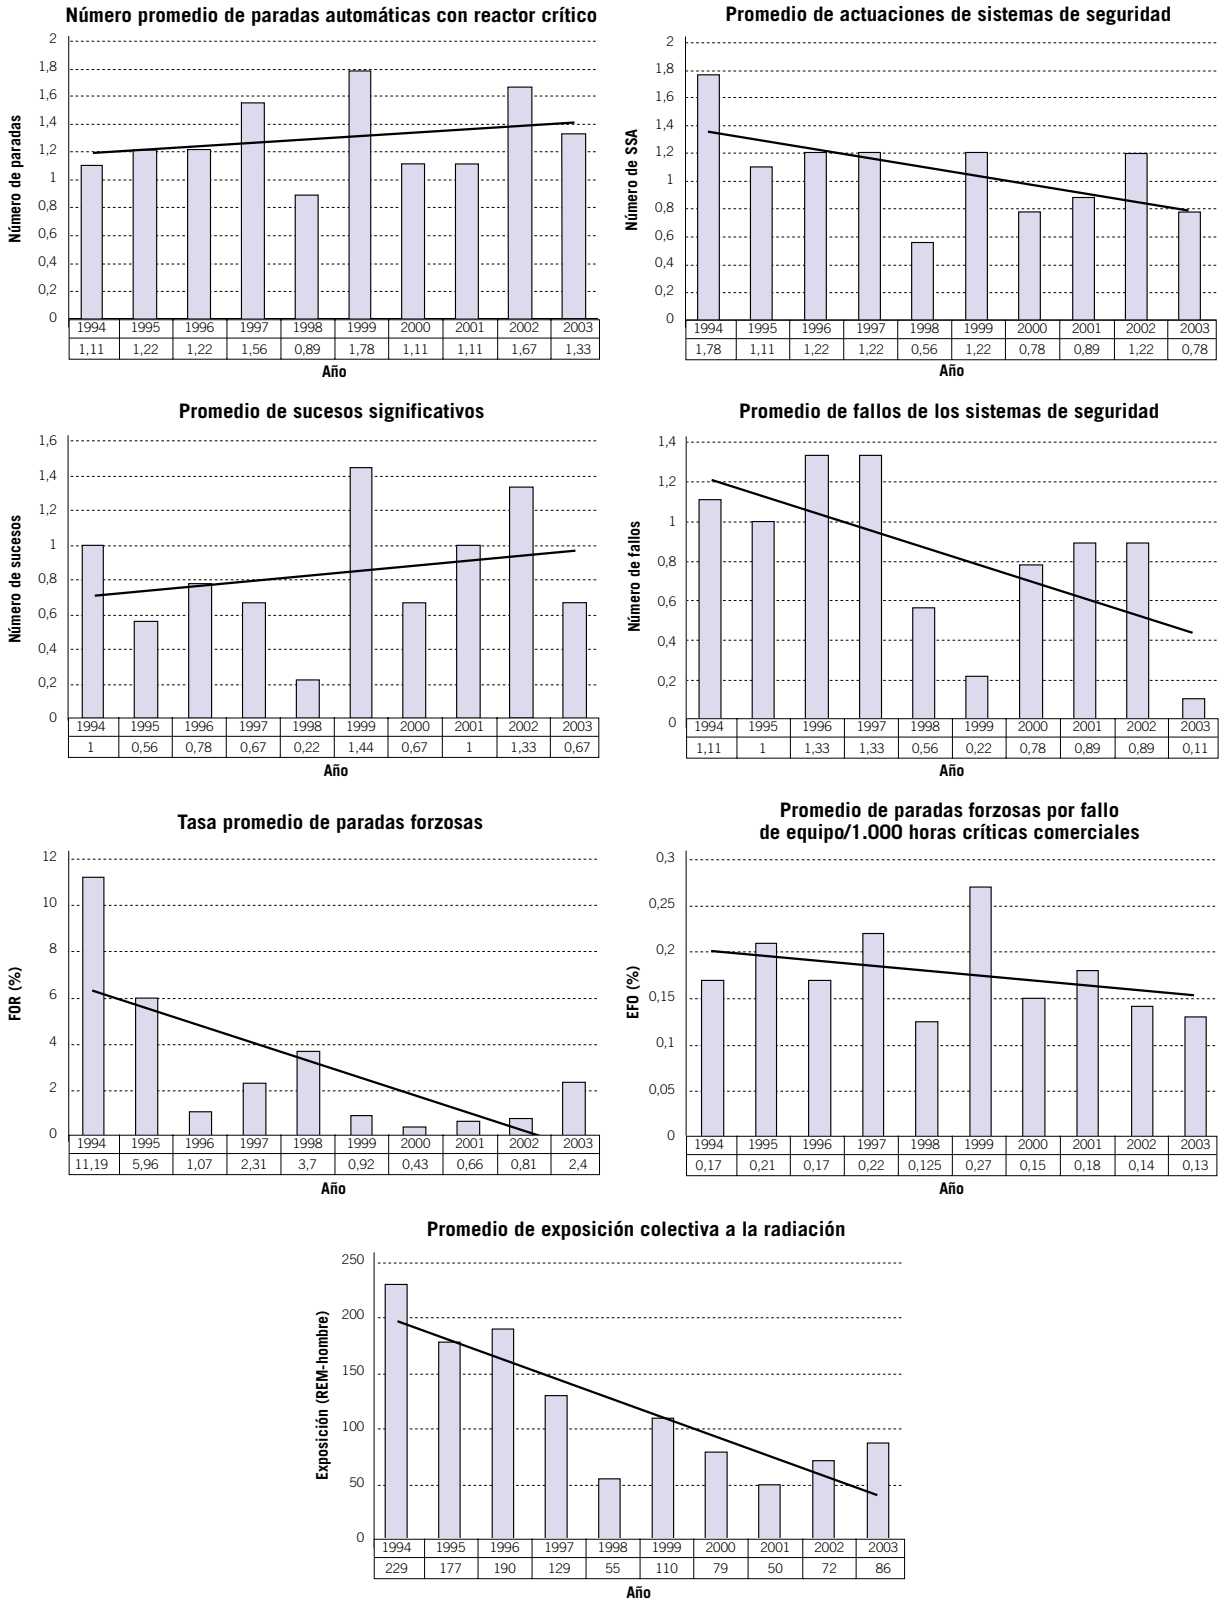 Número promedio de paradas automáticas con reactor crítico
2
1,8
1,6
1,4
1,2
1
0,8
0,6
0,4
0,2
0
Número de paradas
1994 1995 1996 1997 1998 1999 2000 2001 2002 2003
1,11 1,22 1,22 1,56 0,89 1,78 1,11 1,11 1,67 1,33
Año
Promedio de actuaciones de sistemas de seguridad
2
1,8
1,6
1,4
1,2
1
0,8
0,6
0,4
0,2
0
Número de SSA
1994 1995 1996 1997 1998 1999 2000 2001 2002 2003
1,78 1,11 1,22 1,22 0,56 1,22 0,78 0,89 1,22 0,78
Año
Promedio de sucesos significativos
1,6
1,4
1,2
1
0,8
0,6
0,4
0,2
0
Número de sucesos
1994 1995 1996 1997 1998 1999 2000 2001 2002 2003
1 0,56 0,78 0,67 0,22 1,44 0,67 1 1,33 0,67
Año
Promedio de fallos de los sistemas de seguridad
1,4
1,2
1
0,8
0,6
0,4
0,2
0
Número de fallos
1994 1995 1996 1997 1998 1999 2000 2001 2002 2003
1,11 1 1,33 1,33 0,56 0,22 0,78 0,89 0,89 0,11
Año
Tasa promedio de paradas forzosas
12
10
8
6
4
2
0
FOR (%)
1994 1995 1996 1997 1998 1999 2000 2001 2002 2003
11,19 5,96 1,07 2,31 3,7 0,92 0,43 0,66 0,81 2,4
Año
Promedio de paradas forzosas por fallo
de equipo/1.000 horas críticas comerciales
0,3
0,25
0,2
0,15
0,1
0,05
0
EFO (%)
1994 1995 1996 1997 1998 1999 2000 2001 2002 2003
0,17 0,21 0,17 0,22 0,125 0,27 0,15 0,18 0,14 0,13
Año
Promedio de exposición colectiva a la radiación
250
200
150
100
50
0
Exposición (REM-hombre)
1994 1995 1996 1997 1998 1999 2000 2001 2002 2003
229 177 190 129 55 110 79 50 72 86
Año